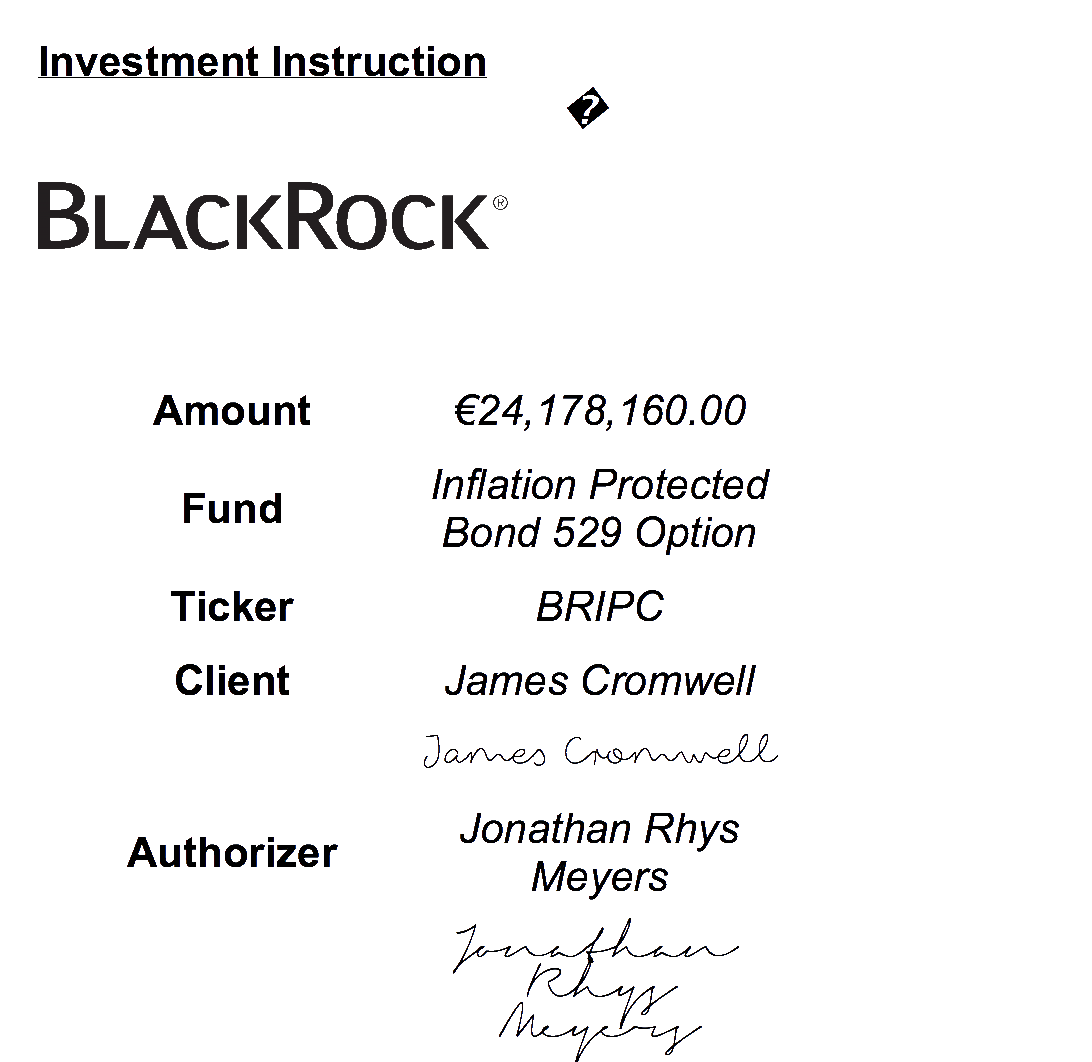 Investment Instruction
�
BLACKROCK®
Amount €24,178,160.00
Fund Inflation Protected
Bond 529 Option
Ticker BRIPC
Client James Cromwell
James Cromwell
Authorizer Jonathan Rhys
Meyers
Jonathan
Rhys
Meyers